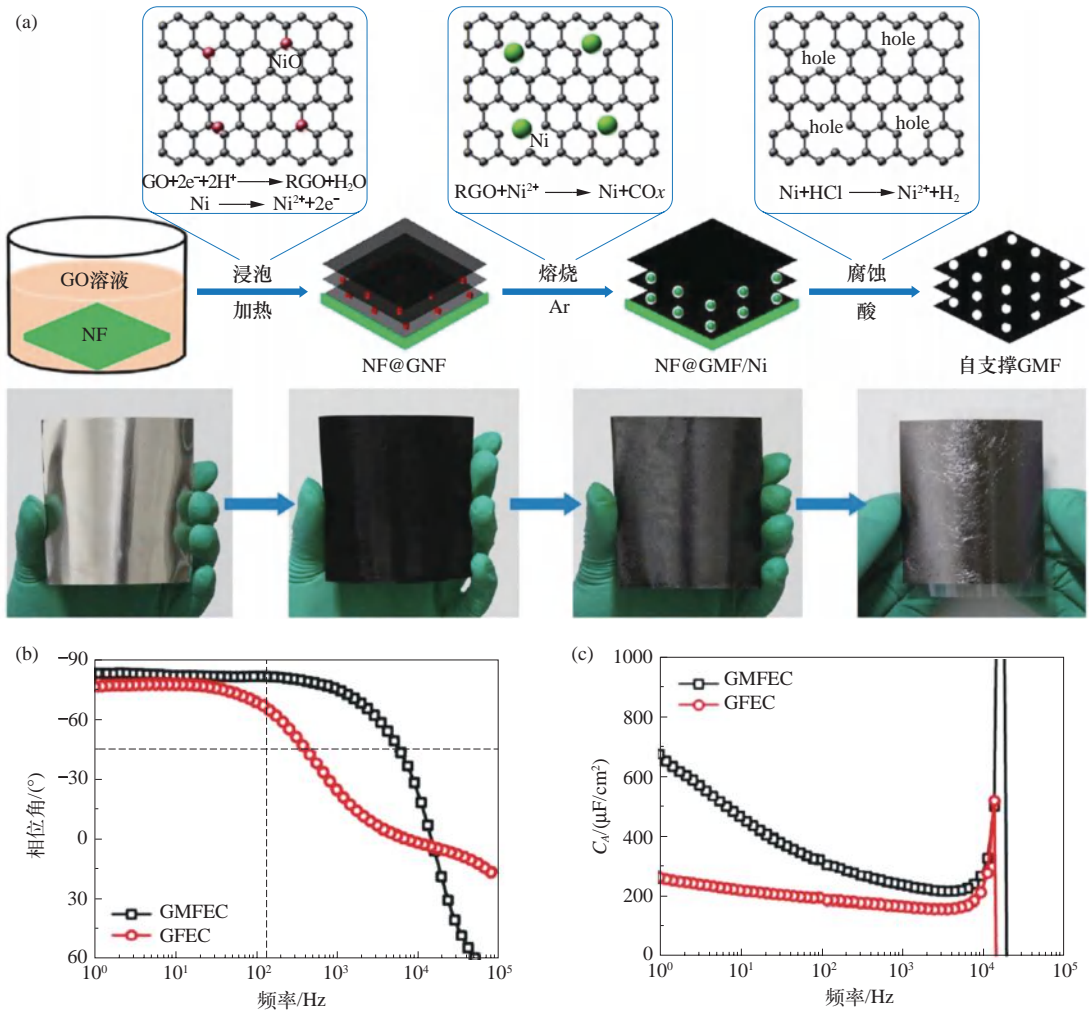 (a)
NiO
GO+2e⁻+2H⁺ → RGO+H₂O
Ni → Ni²⁺+2e⁻
Ni
RGO+Ni²⁺ → Ni+COx
hole
hole
hole
hole
Ni+HCl → Ni²⁺+H₂
GO溶液
NF
浸泡
加热
NF@GNF
熔烧
Ar
NF@GMF/Ni
腐蚀
酸
自支撑GMF
(b)
−90
−60
−30
0
30
60
相位角/(°)
GMFEC
GFEC
10⁰ 10¹ 10² 10³ 10⁴ 10⁵
频率/Hz
(c)
1000
800
600
400
200
0
C_A/(μF/cm²)
GMFEC
GFEC
10⁰ 10¹ 10² 10³ 10⁴ 10⁵
频率/Hz